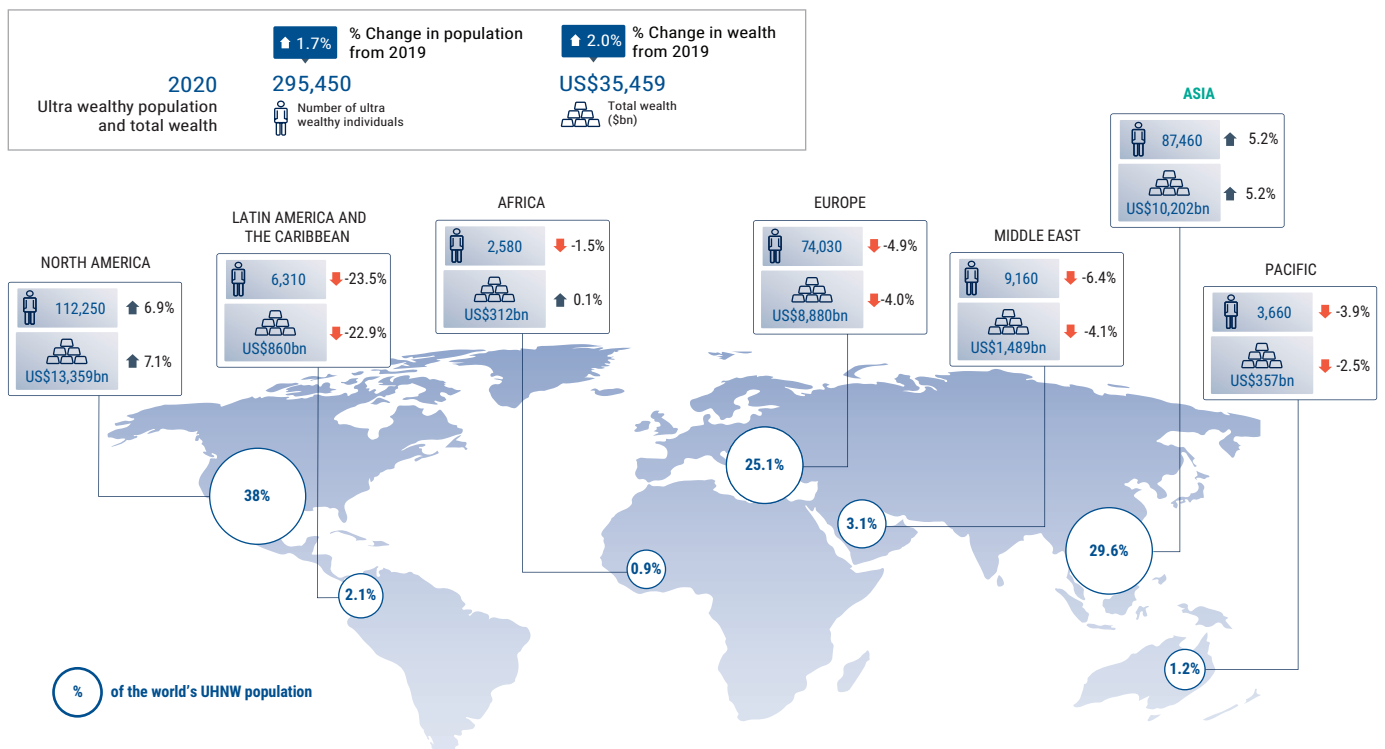 1.7%
% Change in population
from 2019
2.0%
% Change in wealth
from 2019
2020
Ultra wealthy population
and total wealth
295,450
Number of ultra
wealthy individuals
US$35,459
Total wealth
($bn)
ASIA
87,460
5.2%
US$10,202bn
5.2%
NORTH AMERICA
112,250
6.9%
US$13,359bn
7.1%
LATIN AMERICA AND
THE CARIBBEAN
6,310
-23.5%
US$860bn
-22.9%
AFRICA
2,580
-1.5%
US$312bn
0.1%
EUROPE
74,030
-4.9%
US$8,880bn
-4.0%
MIDDLE EAST
9,160
-6.4%
US$1,489bn
-4.1%
PACIFIC
3,660
-3.9%
US$357bn
-2.5%
38%
2.1%
0.9%
25.1%
3.1%
29.6%
1.2%
% of the world's UHNW population